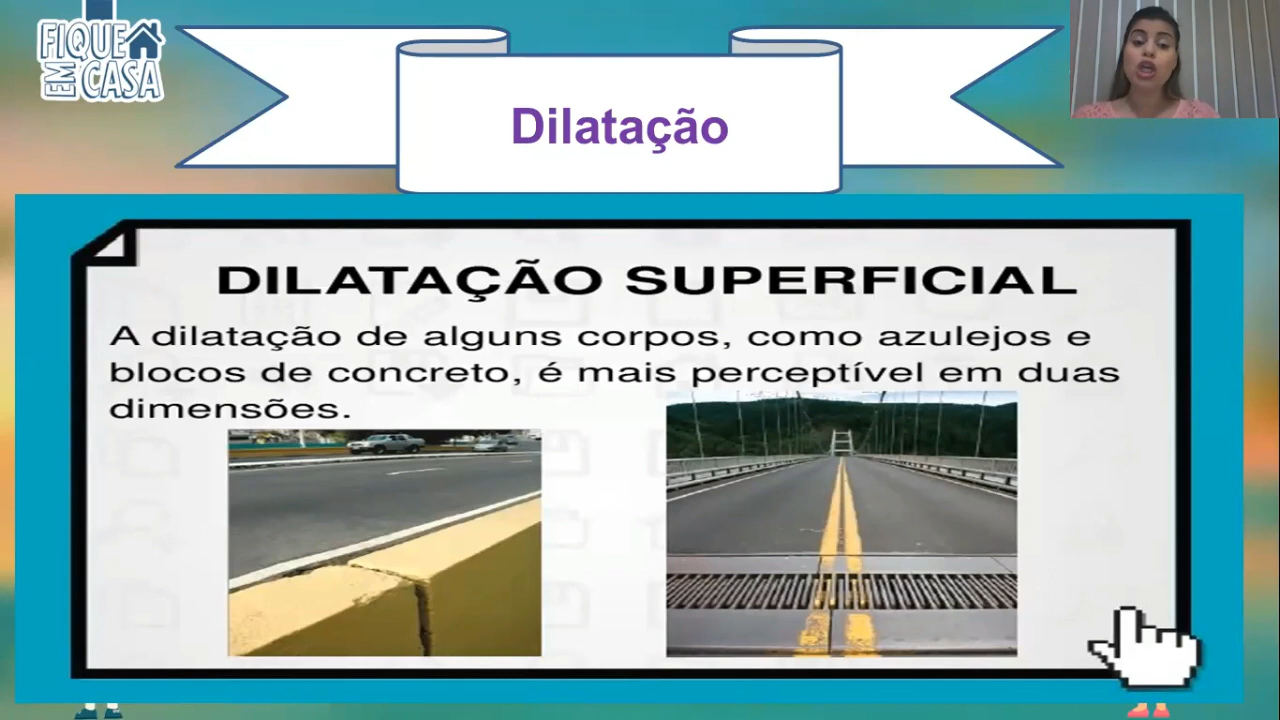 FIQUE
EM CASA
Dilatação
DILATAÇÃO SUPERFICIAL
A dilatação de alguns corpos, como azulejos e
blocos de concreto, é mais perceptível em duas
dimensões.